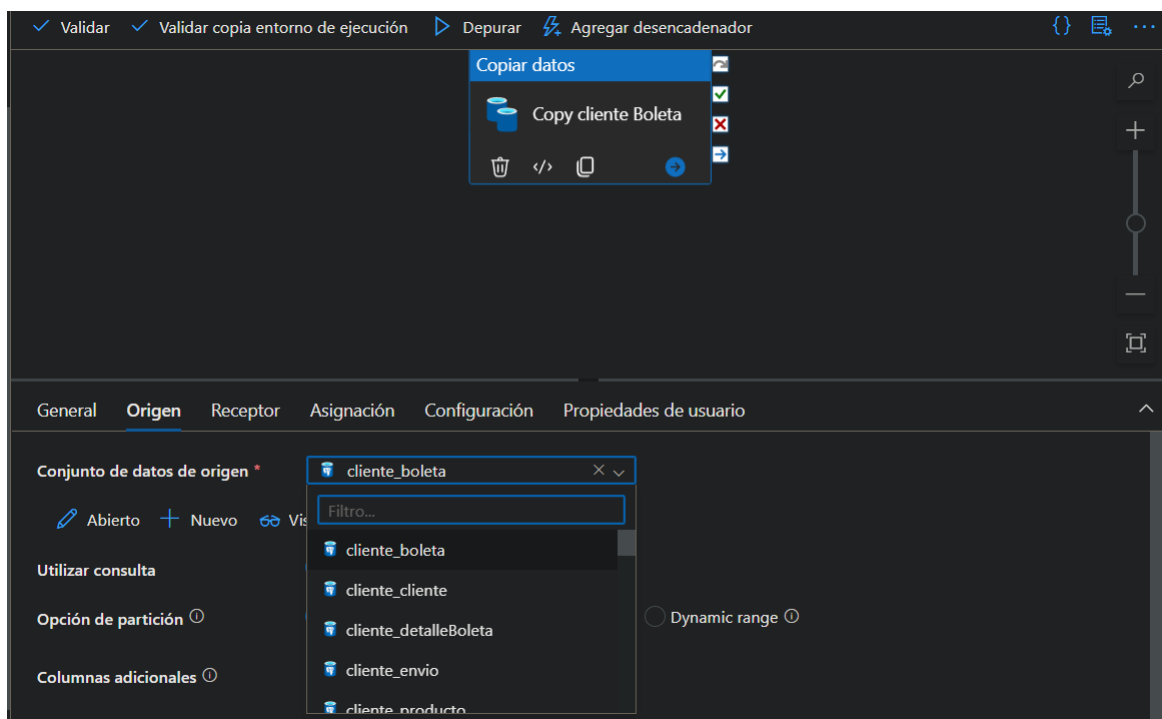 Validar Validar copia entorno de ejecución Depurar Agregar desencadenador {} ...
Copiar datos
Copy cliente Boleta
General Origen Receptor Asignación Configuración Propiedades de usuario
Conjunto de datos de origen * cliente_boleta
Abierto Nuevo Filtro...
cliente_boleta
Utilizar consulta
cliente_cliente
Opción de partición Dynamic range
cliente_detalleBoleta
cliente_envio
Columnas adicionales
cliente_producto